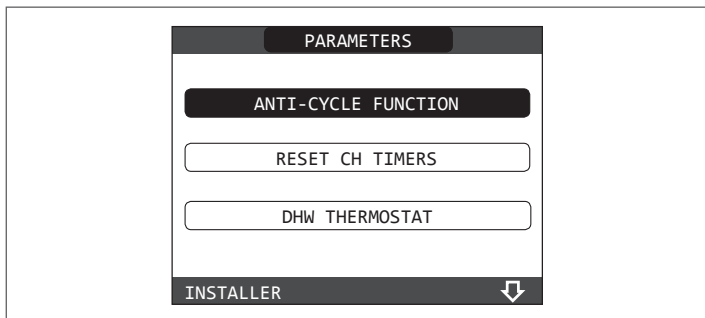 PARAMETERS
ANTI-CYCLE FUNCTION
RESET CH TIMERS
DHW THERMOSTAT
INSTALLER